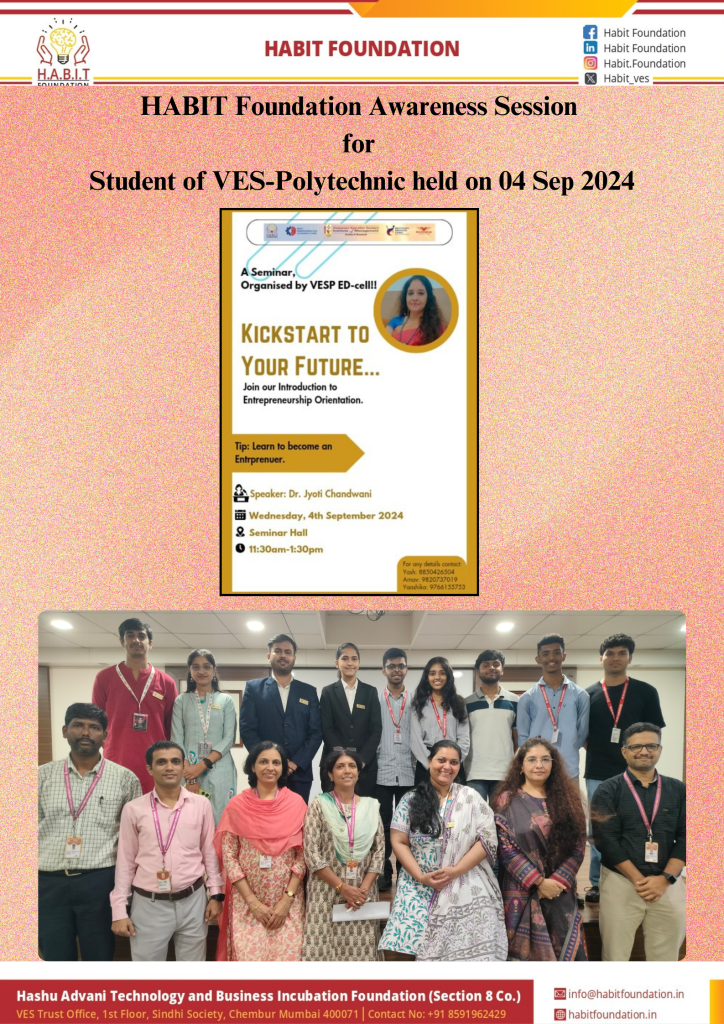 H.A.B.I.T
FOUNDATION
HABIT FOUNDATION
Habit Foundation
Habit Foundation
Habit.Foundation
Habit_ves
HABIT Foundation Awareness Session
for
Student of VES-Polytechnic held on 04 Sep 2024
A Seminar,
Organised by VESP ED-cell!!
KICKSTART TO
YOUR FUTURE...
Join our Introduction to
Entrepreneurship Orientation.
Tip: Learn to become an
Entrprenuer.
Speaker: Dr. Jyoti Chandwani
Wednesday, 4th September 2024
Seminar Hall
11:30am-1:30pm
For any details contact:
Yash: 8850426504
Arnav: 9820737019
9766155753
Hashu Advani Technology and Business Incubation Foundation (Section 8 Co.)
VES Trust Office, 1st Floor, Sindhi Society, Chembur Mumbai 400071 | Contact No: +91 8591962429
info@habitfoundation.in
habitfoundation.in